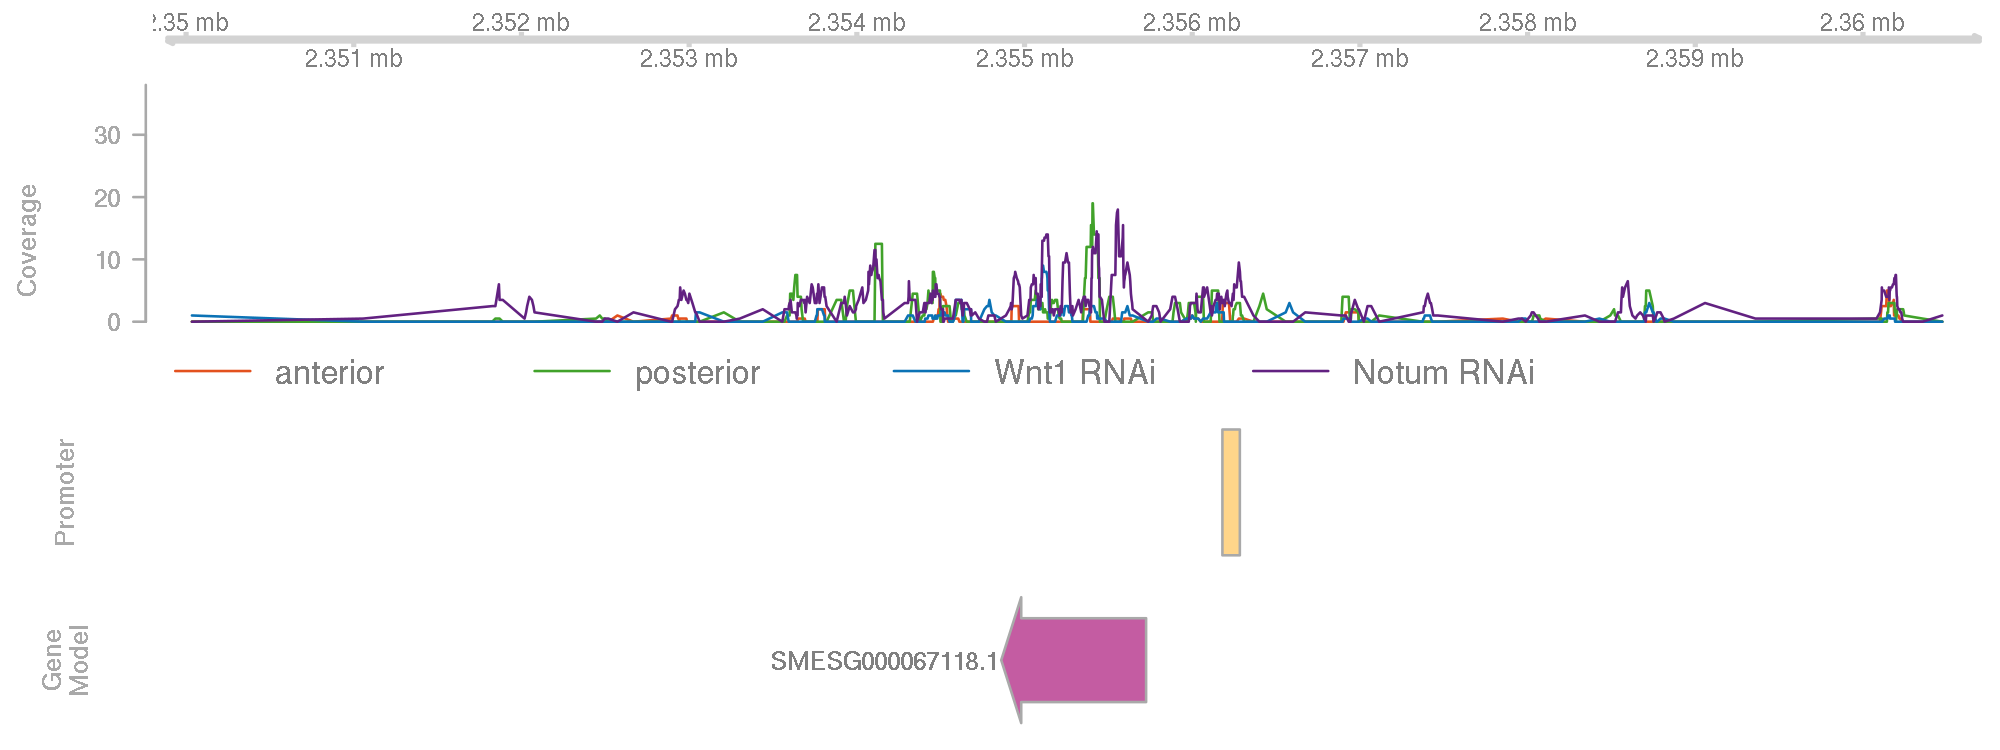 2.35 mb 2.352 mb 2.354 mb 2.356 mb 2.358 mb 2.36 mb
2.351 mb 2.353 mb 2.355 mb 2.357 mb 2.359 mb
Coverage
30
20
10
0
anterior posterior Wnt1 RNAi Notum RNAi
Promoter
Gene
Model
SMESG000067118.1